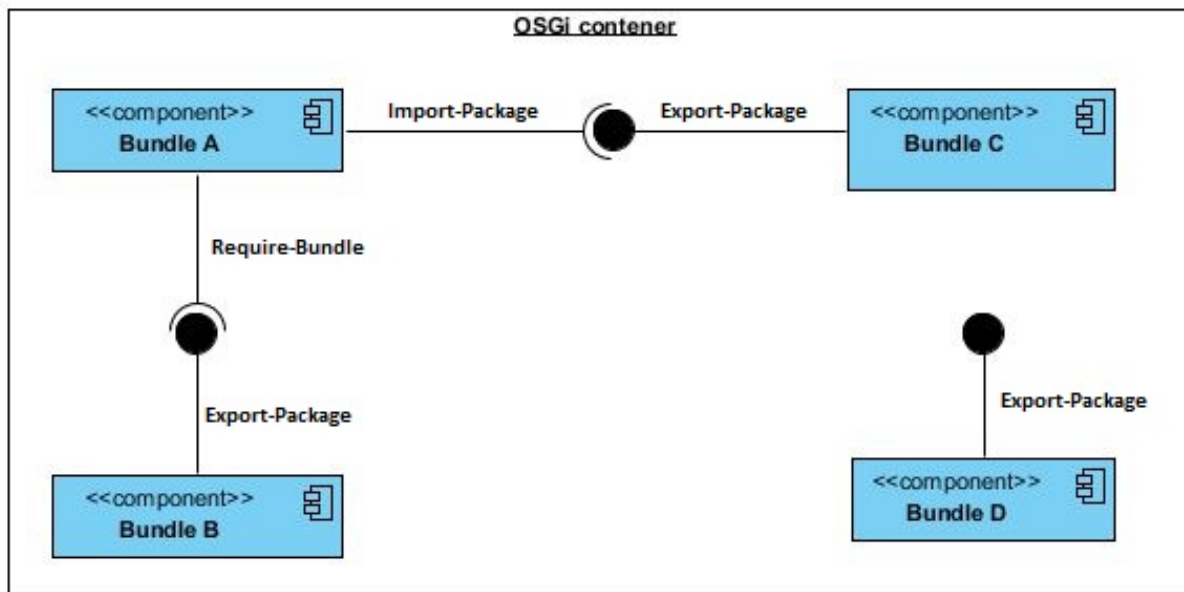 OSGi contener
<<component>>
Bundle A
Import-Package
Export-Package
<<component>>
Bundle C
Require-Bundle
Export-Package
Export-Package
<<component>>
Bundle B
<<component>>
Bundle D